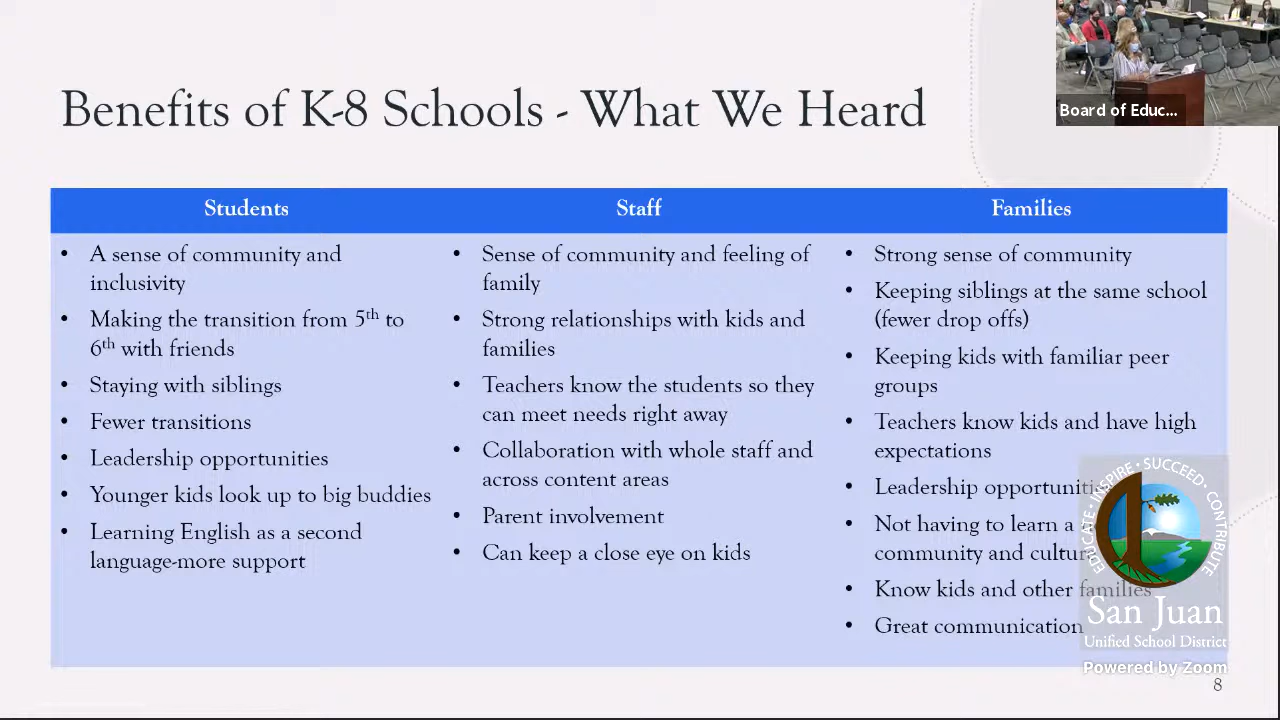 Board of Educ...
Benefits of K-8 Schools - What We Heard
Students
Staff
Families
• A sense of community and
inclusivity
• Making the transition from 5th to
6th with friends
• Staying with siblings
• Fewer transitions
• Leadership opportunities
• Younger kids look up to big buddies
• Learning English as a second
language-more support
• Sense of community and feeling of
family
• Strong relationships with kids and
families
• Teachers know the students so they
can meet needs right away
• Collaboration with whole staff and
across content areas
• Parent involvement
• Can keep a close eye on kids
• Strong sense of community
• Keeping siblings at the same school
(fewer drop offs)
• Keeping kids with familiar peer
groups
• Teachers know kids and have high
expectations
• Leadership
• Not having to learn a
community and
• Know kids and other families
• Great communication
EDUCATE • INSPIRE • SUCCEED • CONTRIBUTE
San Juan
Unified School District
Powered by Zoom
8